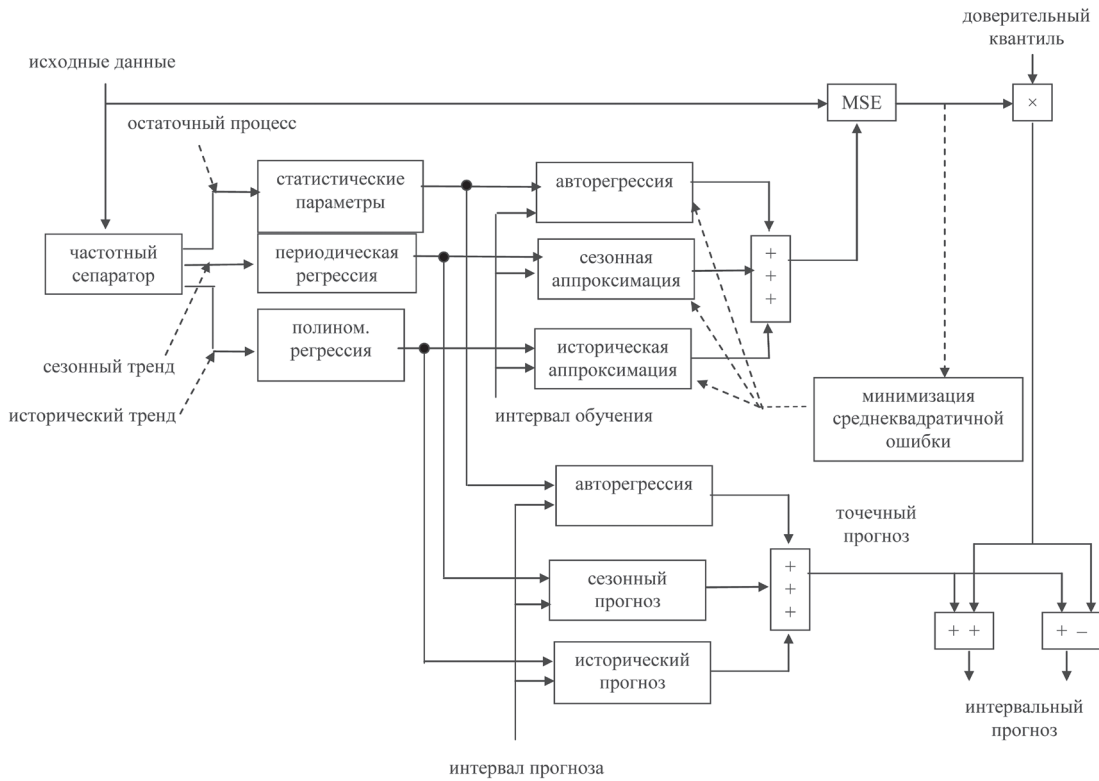 доверительный
квантиль
исходные данные
MSE
×
остаточный процесс
статистические
параметры
авторегрессия
частотный
сепаратор
периодическая
регрессия
сезонная
аппроксимация
+
+
+
полином.
регрессия
историческая
аппроксимация
сезонный тренд
исторический тренд
интервал обучения
минимизация
среднеквадратичной
ошибки
авторегрессия
точечный
прогноз
сезонный
прогноз
+
+
+
+ +
+ –
исторический
прогноз
интервальный
прогноз
интервал прогноза